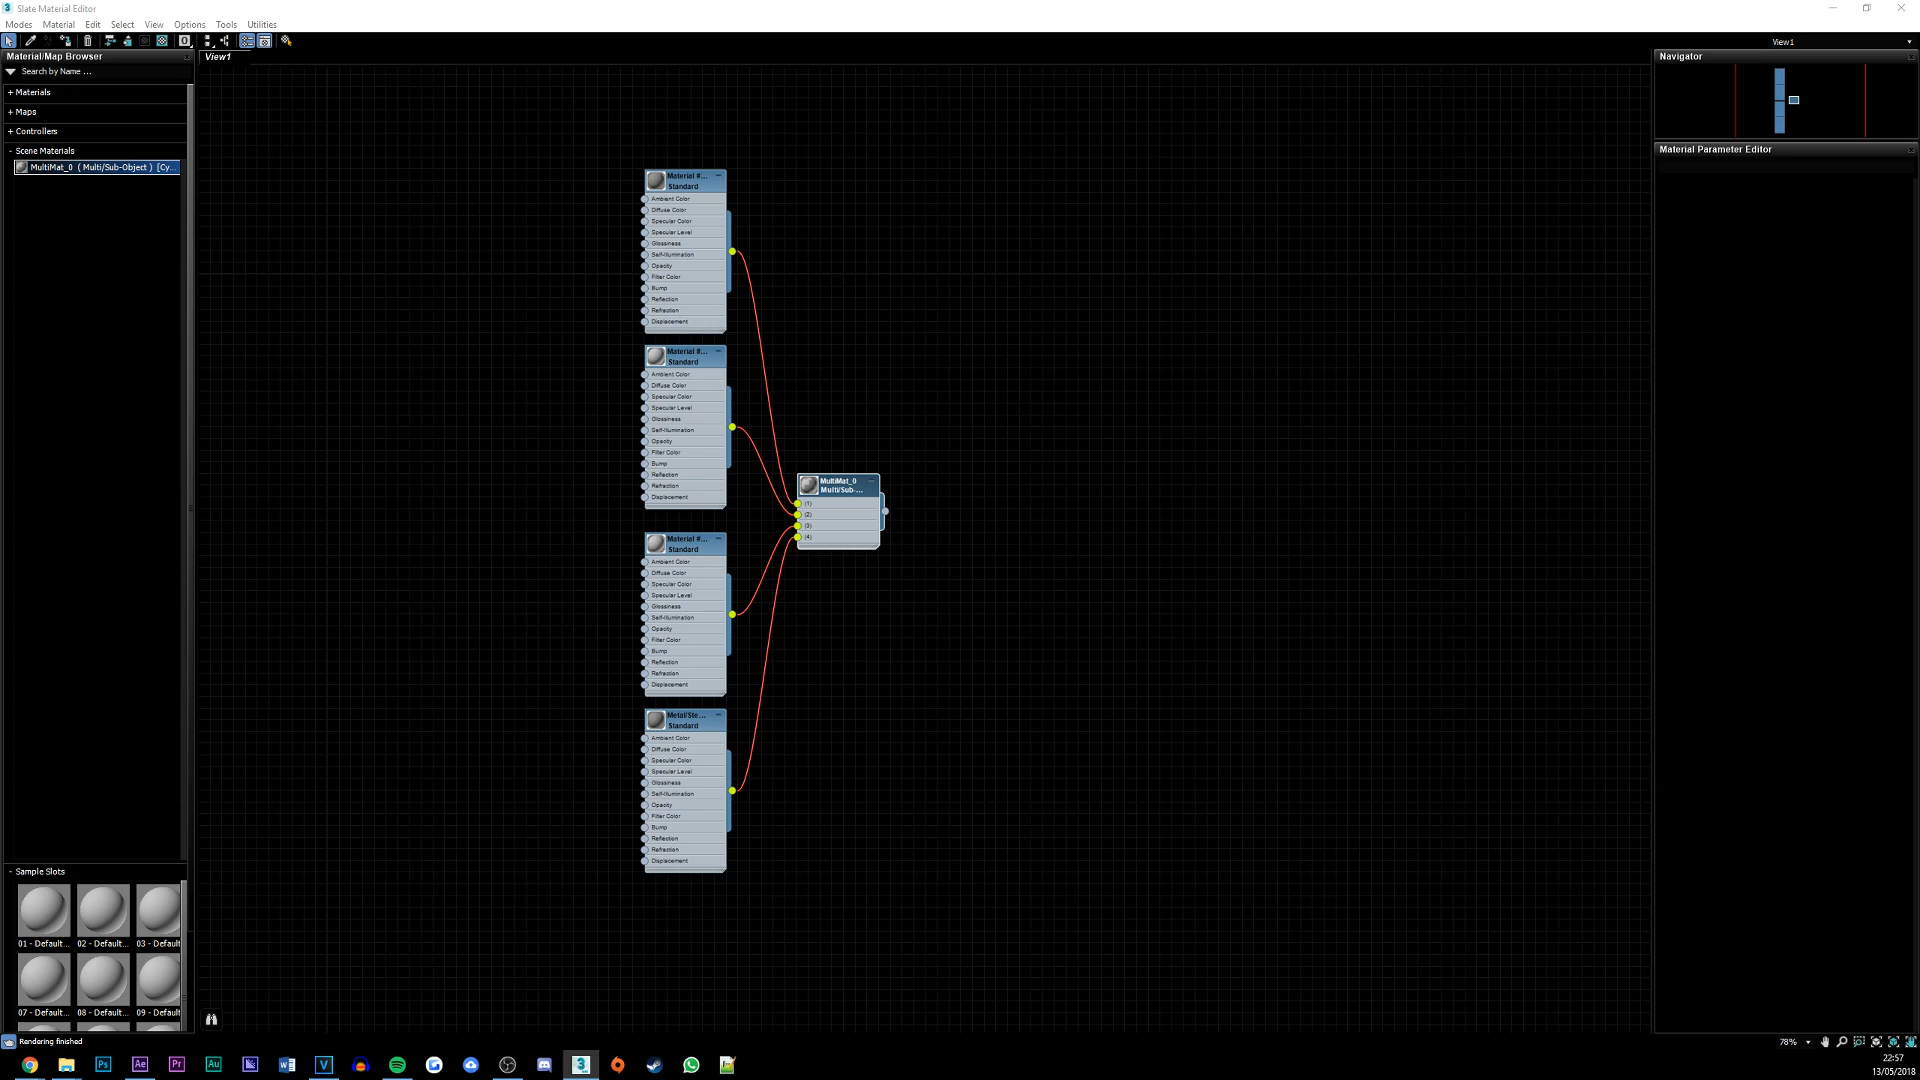 Slate Material Editor
Modes Material Edit Select View Options Tools Utilities
View1
Material/Map Browser
View1
Navigator
Search by Name ...
+ Materials
+ Maps
+ Controllers
- Scene Materials
MultiMat_0 ( Multi/Sub-Object ) [Cy...
Material Parameter Editor
Material #...
Standard
Ambient Color
Diffuse Color
Specular Color
Specular Level
Glossiness
Self-Illumination
Opacity
Filter Color
Bump
Reflection
Refraction
Displacement
Material #...
Standard
Ambient Color
Diffuse Color
Specular Color
Specular Level
Glossiness
Self-Illumination
Opacity
Filter Color
Bump
Reflection
Refraction
Displacement
MultiMat_0
Multi/Sub-...
(1)
(2)
(3)
(4)
Material #...
Standard
Ambient Color
Diffuse Color
Specular Color
Specular Level
Glossiness
Self-Illumination
Opacity
Filter Color
Bump
Reflection
Refraction
Displacement
Metal/Ste...
Standard
Ambient Color
Diffuse Color
Specular Color
Specular Level
Glossiness
Self-Illumination
Opacity
Filter Color
Bump
Reflection
Refraction
Displacement
- Sample Slots
01 - Default... 02 - Default... 03 - Default
07 - Default... 08 - Default... 09 - Default
Rendering finished
78%
Ps Ae Pr Au W V 3
22:57
13/05/2018